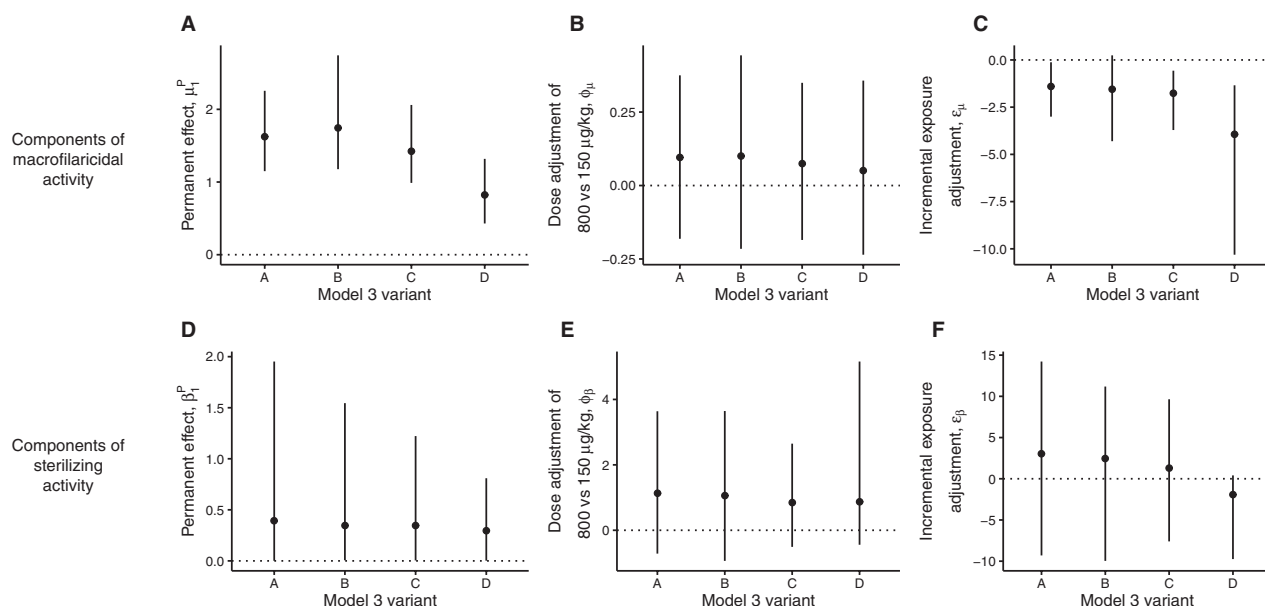 A
B
C
Components of
macrofilaricidal
activity
Permanent effect, μ₁ᴾ
2
1
0
A B C D
Model 3 variant
Dose adjustment of
800 vs 150 μg/kg, ϕμ
0.25
0.00
−0.25
A B C D
Model 3 variant
Incremental exposure
adjustment, εμ
0.0
−2.5
−5.0
−7.5
−10.0
A B C D
Model 3 variant
D
E
F
Components of
sterilizing
activity
Permanent effect, β₁ᴾ
2.0
1.5
1.0
0.5
0.0
A B C D
Model 3 variant
Dose adjustment of
800 vs 150 μg/kg, ϕβ
4
2
0
A B C D
Model 3 variant
Incremental exposure
adjustment, εβ
15
10
5
0
−5
−10
A B C D
Model 3 variant